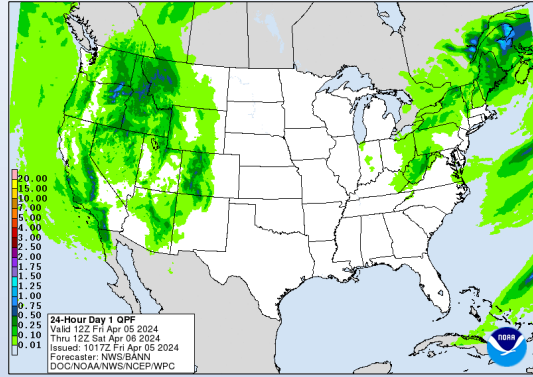 20.00
15.00
10.00
7.00
5.00
4.00
3.00
2.50
2.00
1.75
1.50
1.25
1.00
0.75
0.50
0.25
0.10
0.01
24-Hour Day 1 QPF
Valid 12Z Fri Apr 05 2024
Thru 12Z Sat Apr 06 2024
Issued: 1017Z Fri Apr 05 2024
Forecaster: NWS/BANN
DOC/NOAA/NWS/NCEP/WPC
NOAA